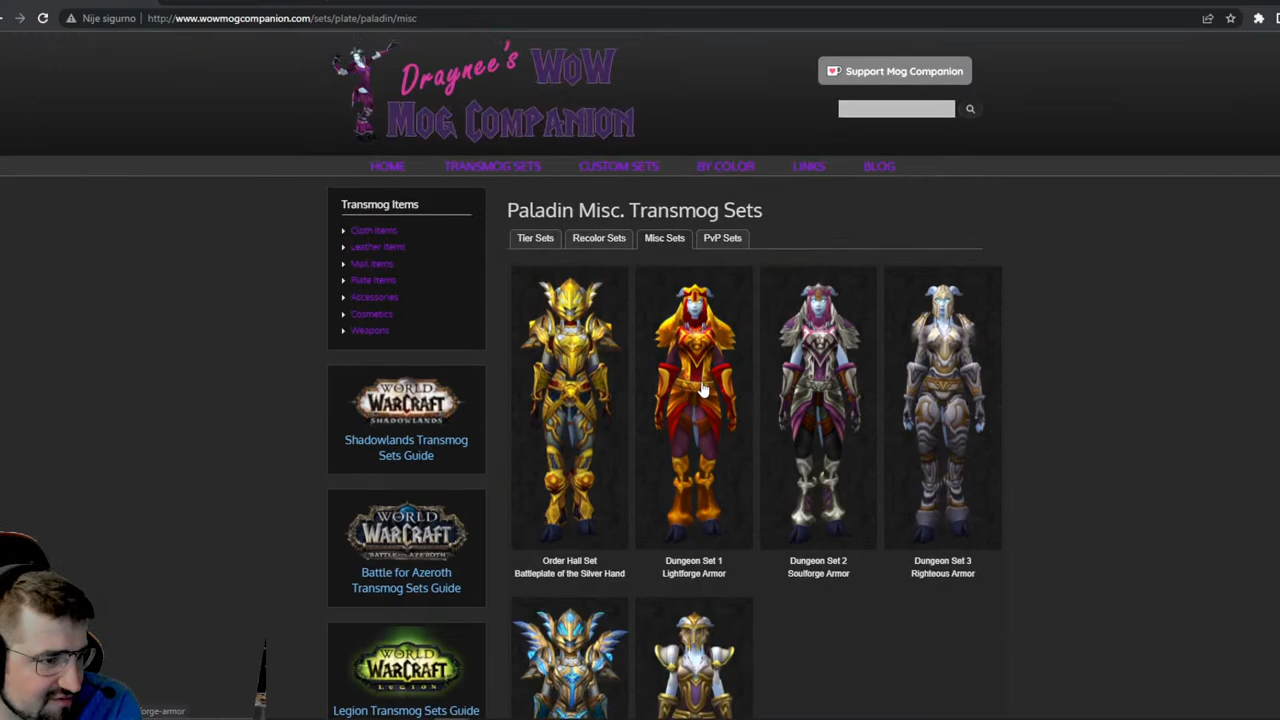 Nije sigurno
http://www.wowmogcompanion.com/sets/plate/paladin/misc
Draynee's WoW
Mog Companion
Support Mog Companion
HOME
TRANSMOG SETS
CUSTOM SETS
BY COLOR
LINKS
BLOG
Transmog Items
Cloth Items
Leather Items
Mail Items
Plate Items
Accessories
Cosmetics
Weapons
WORLD
WARCRAFT
SHADOWLANDS
Shadowlands Transmog
Sets Guide
WORLD
WARCRAFT
BATTLE FOR AZEROTH
Battle for Azeroth
Transmog Sets Guide
WORLD
WARCRAFT
LEGION
Legion Transmog Sets Guide
Paladin Misc. Transmog Sets
Tier Sets
Recolor Sets
Misc Sets
PvP Sets
Order Hall Set
Battleplate of the Silver Hand
Dungeon Set 1
Lightforge Armor
Dungeon Set 2
Soulforge Armor
Dungeon Set 3
Righteous Armor
forge-armor